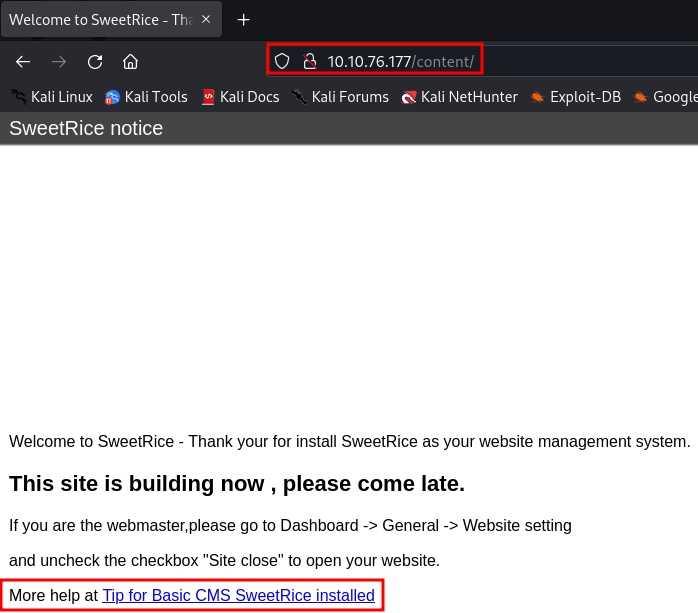 Welcome to SweetRice - Tha
10.10.76.177/content/
Kali Linux Kali Tools Kali Docs Kali Forums Kali NetHunter Exploit-DB Google
SweetRice notice
Welcome to SweetRice - Thank your for install SweetRice as your website management system.
This site is building now , please come late.
If you are the webmaster,please go to Dashboard -> General -> Website setting
and uncheck the checkbox "Site close" to open your website.
More help at Tip for Basic CMS SweetRice installed